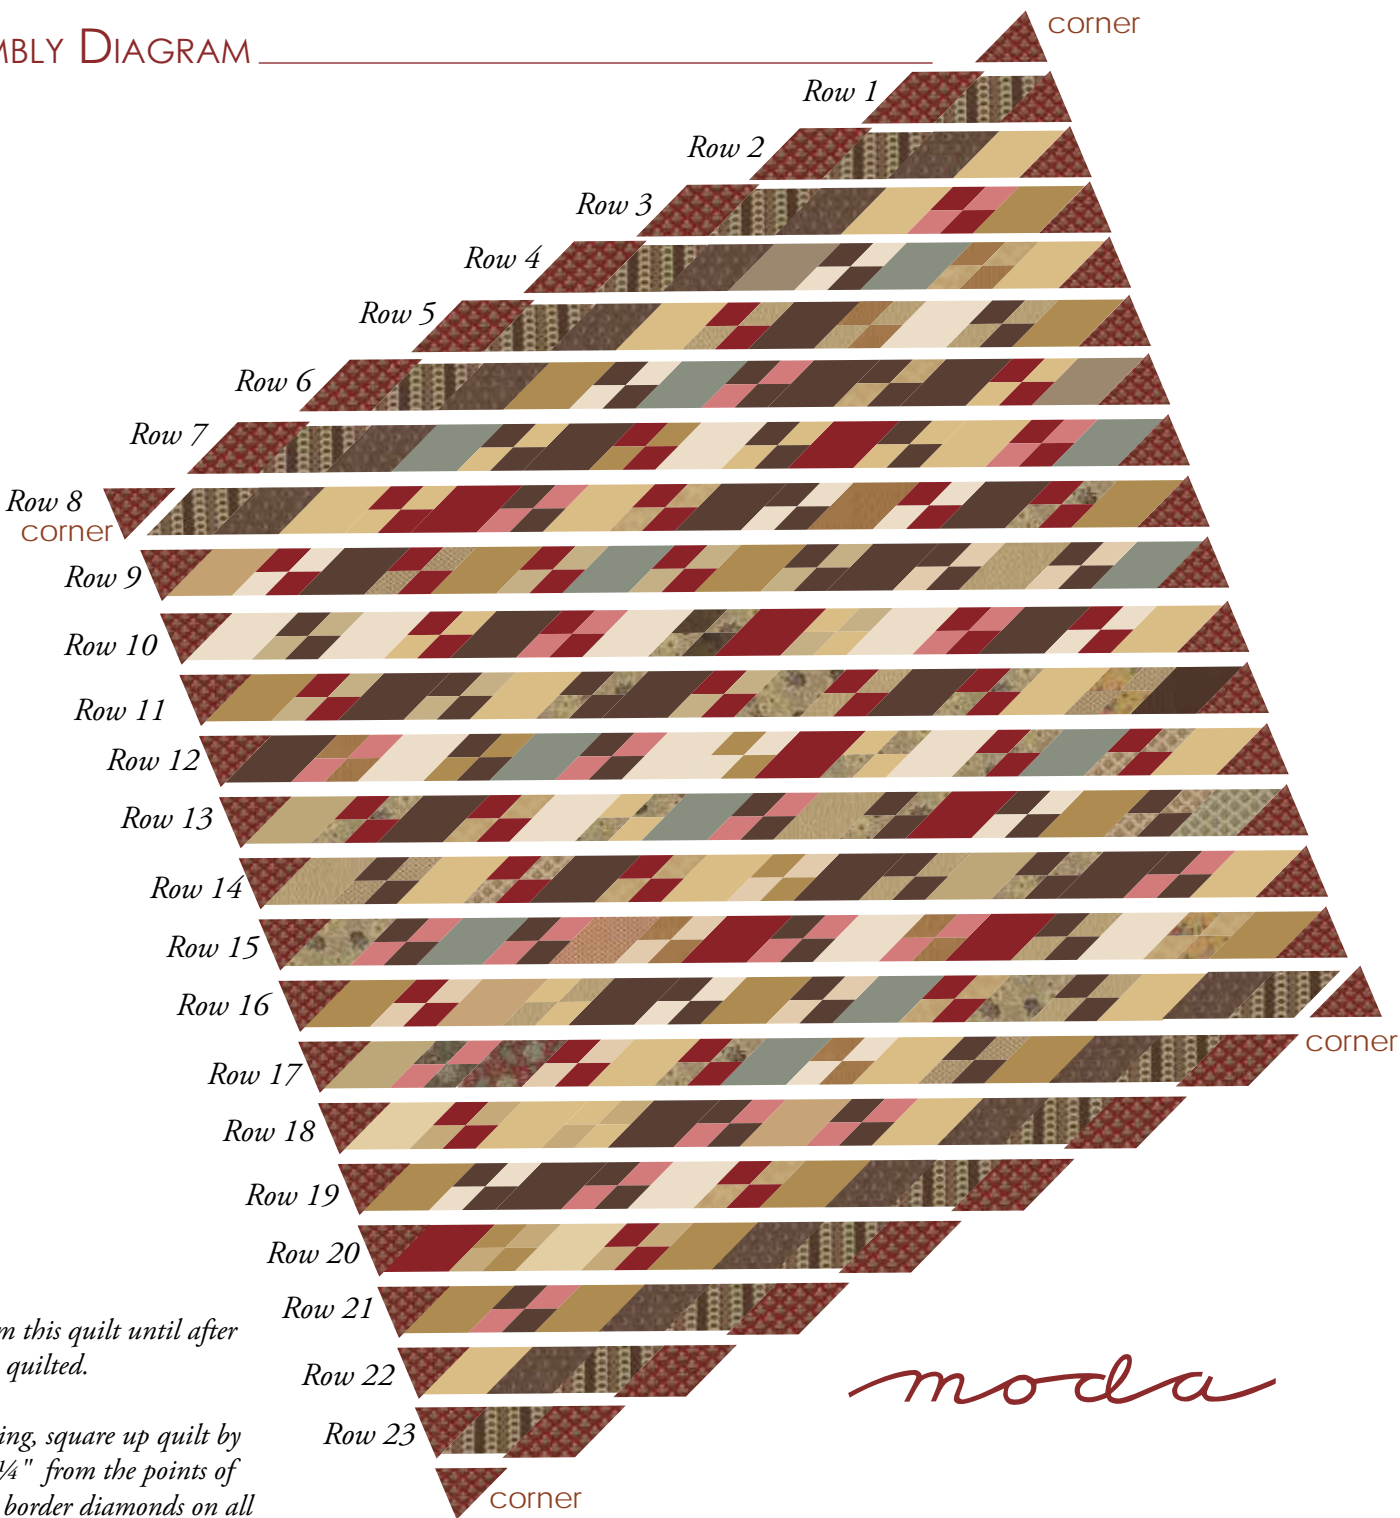 MBLY DIAGRAM
corner
Row 1
Row 2
Row 3
Row 4
Row 5
Row 6
Row 7
Row 8
corner
Row 9
Row 10
Row 11
Row 12
Row 13
Row 14
Row 15
Row 16
corner
Row 17
Row 18
Row 19
Row 20
Row 21
m this quilt until after
quilted.
Row 22
moda
Row 23
ing, square up quilt by
¼" from the points of
border diamonds on all
corner